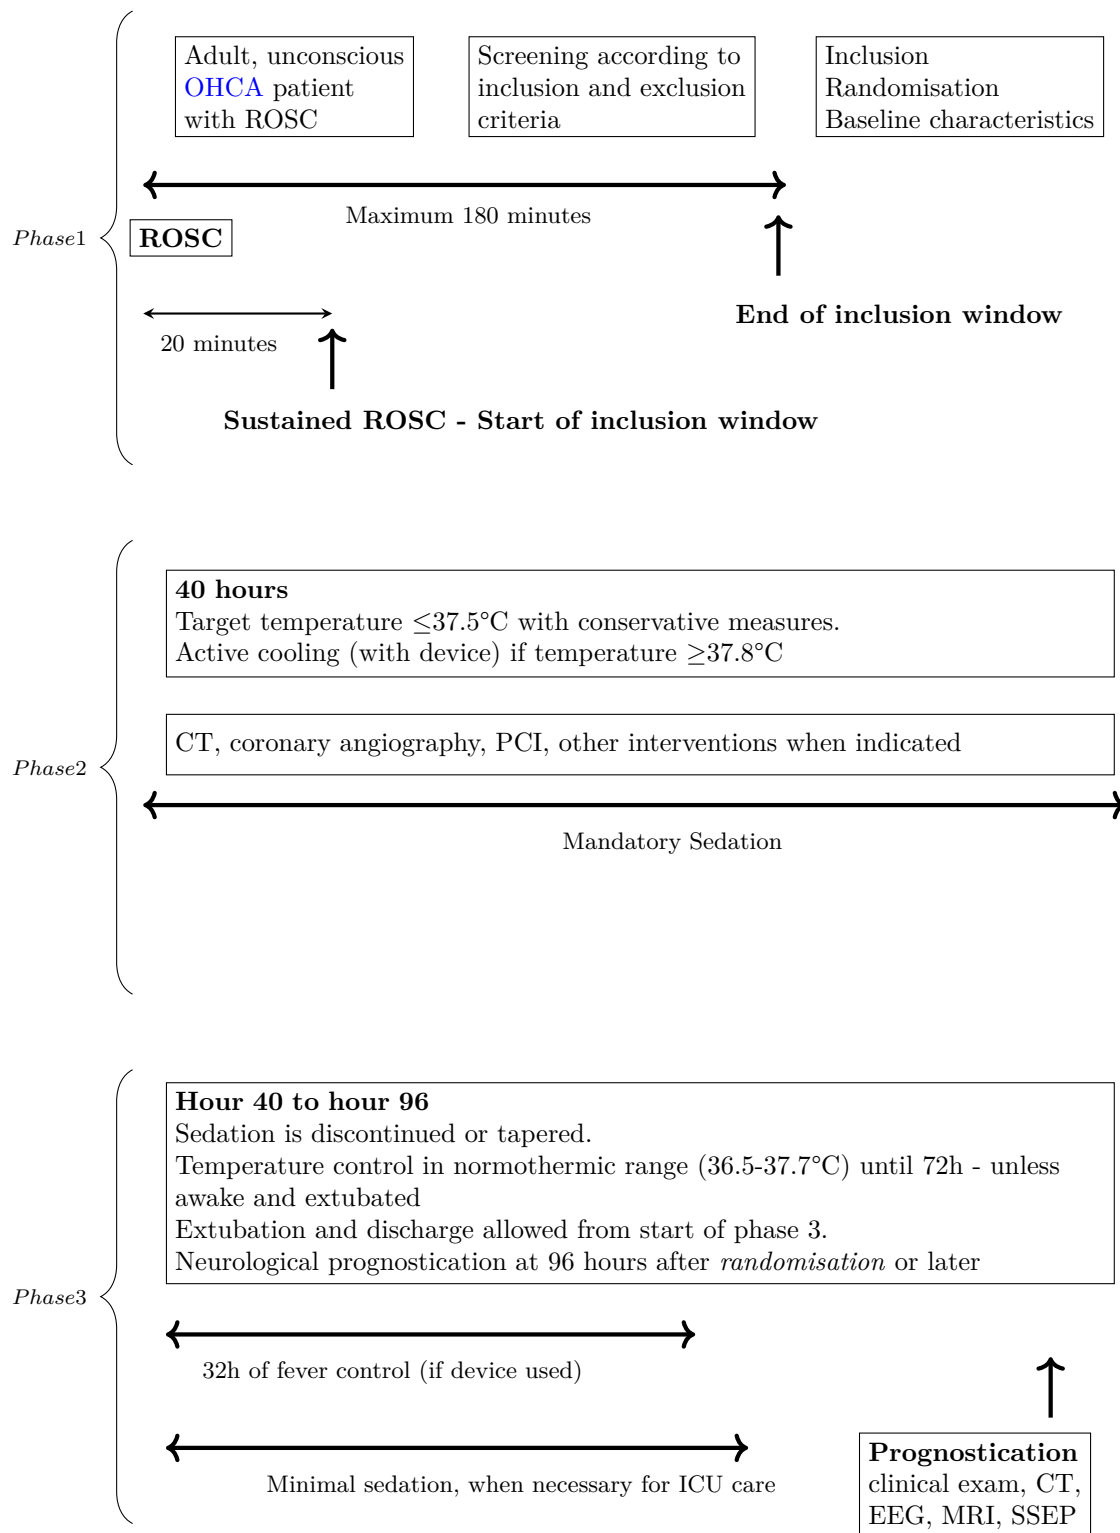 Adult, unconscious
OHCA patient
with ROSC
Screening according to
inclusion and exclusion
criteria
Inclusion
Randomisation
Baseline characteristics
Maximum 180 minutes
Phase1
ROSC
End of inclusion window
20 minutes
Sustained ROSC - Start of inclusion window
40 hours
Target temperature ≤37.5°C with conservative measures.
Active cooling (with device) if temperature ≥37.8°C
CT, coronary angiography, PCI, other interventions when indicated
Phase2
Mandatory Sedation
Hour 40 to hour 96
Sedation is discontinued or tapered.
Temperature control in normothermic range (36.5-37.7°C) until 72h - unless
awake and extubated
Extubation and discharge allowed from start of phase 3.
Neurological prognostication at 96 hours after randomisation or later
Phase3
32h of fever control (if device used)
Minimal sedation, when necessary for ICU care
Prognostication
clinical exam, CT,
EEG, MRI, SSEP